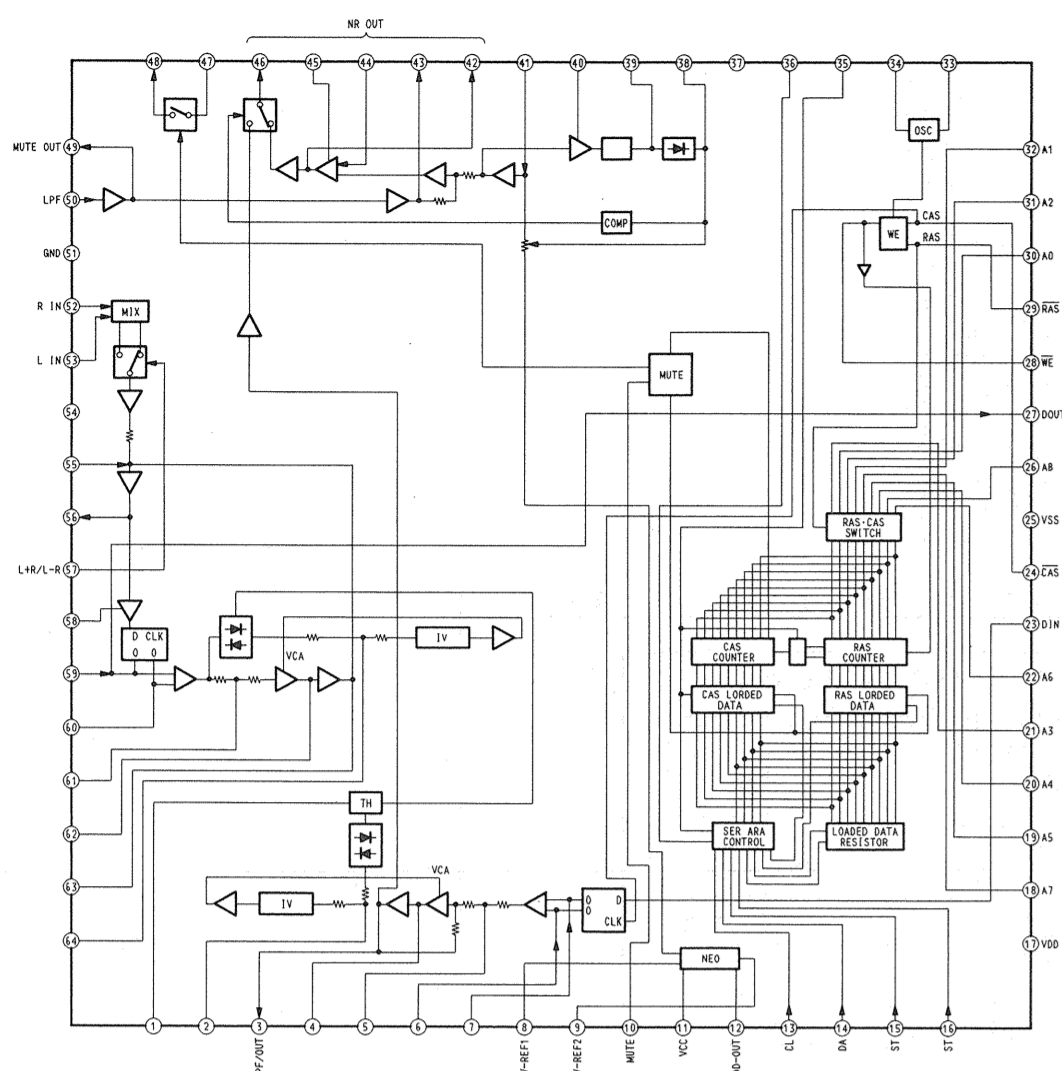 NR OUT
48 47 46 45 44 43 42 41 40 39 38 37 36 35 34 33
MUTE OUT 49
LPF 50
GND 51
R IN 52
L IN 53
54
55
56
L+R/L-R 57
58
59
60
61
62
63
64
OSC
COMP
WE
CAS
RAS
MIX
MUTE
32 A1
31 A2
30 A0
29 RAS
28 WE
27 DOUT
26 A8
25 VSS
24 CAS
23 DIN
22 A6
21 A3
20 A4
19 A5
18 A7
17 VDD
RAS·CAS
SWITCH
D CLK
Q Q
VCA
IV
CAS
COUNTER
RAS
COUNTER
CAS LORDED
DATA
RAS LORDED
DATA
TH
SER ARA
CONTROL
LOADED DATA
RESISTOR
VCA
IV
Q D
Q
CLK
NEO
1 2 3 4 5 6 7 8 9 10 11 12 13 14 15 16
PF/OUT
V-REF1
V-REF2
MUTE
VCC
DD-OUT
CL
DA
ST
ST